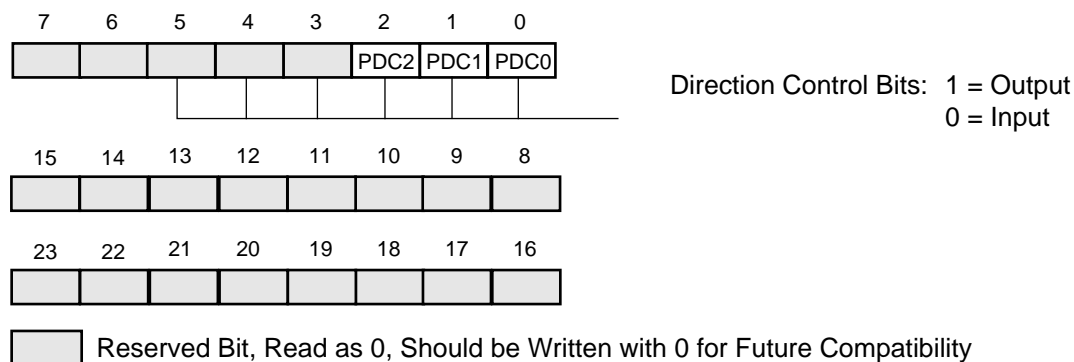 7 6 5 4 3 2 1 0
PDC2 PDC1 PDC0
Direction Control Bits: 1 = Output
0 = Input
15 14 13 12 11 10 9 8
23 22 21 20 19 18 17 16
Reserved Bit, Read as 0, Should be Written with 0 for Future Compatibility